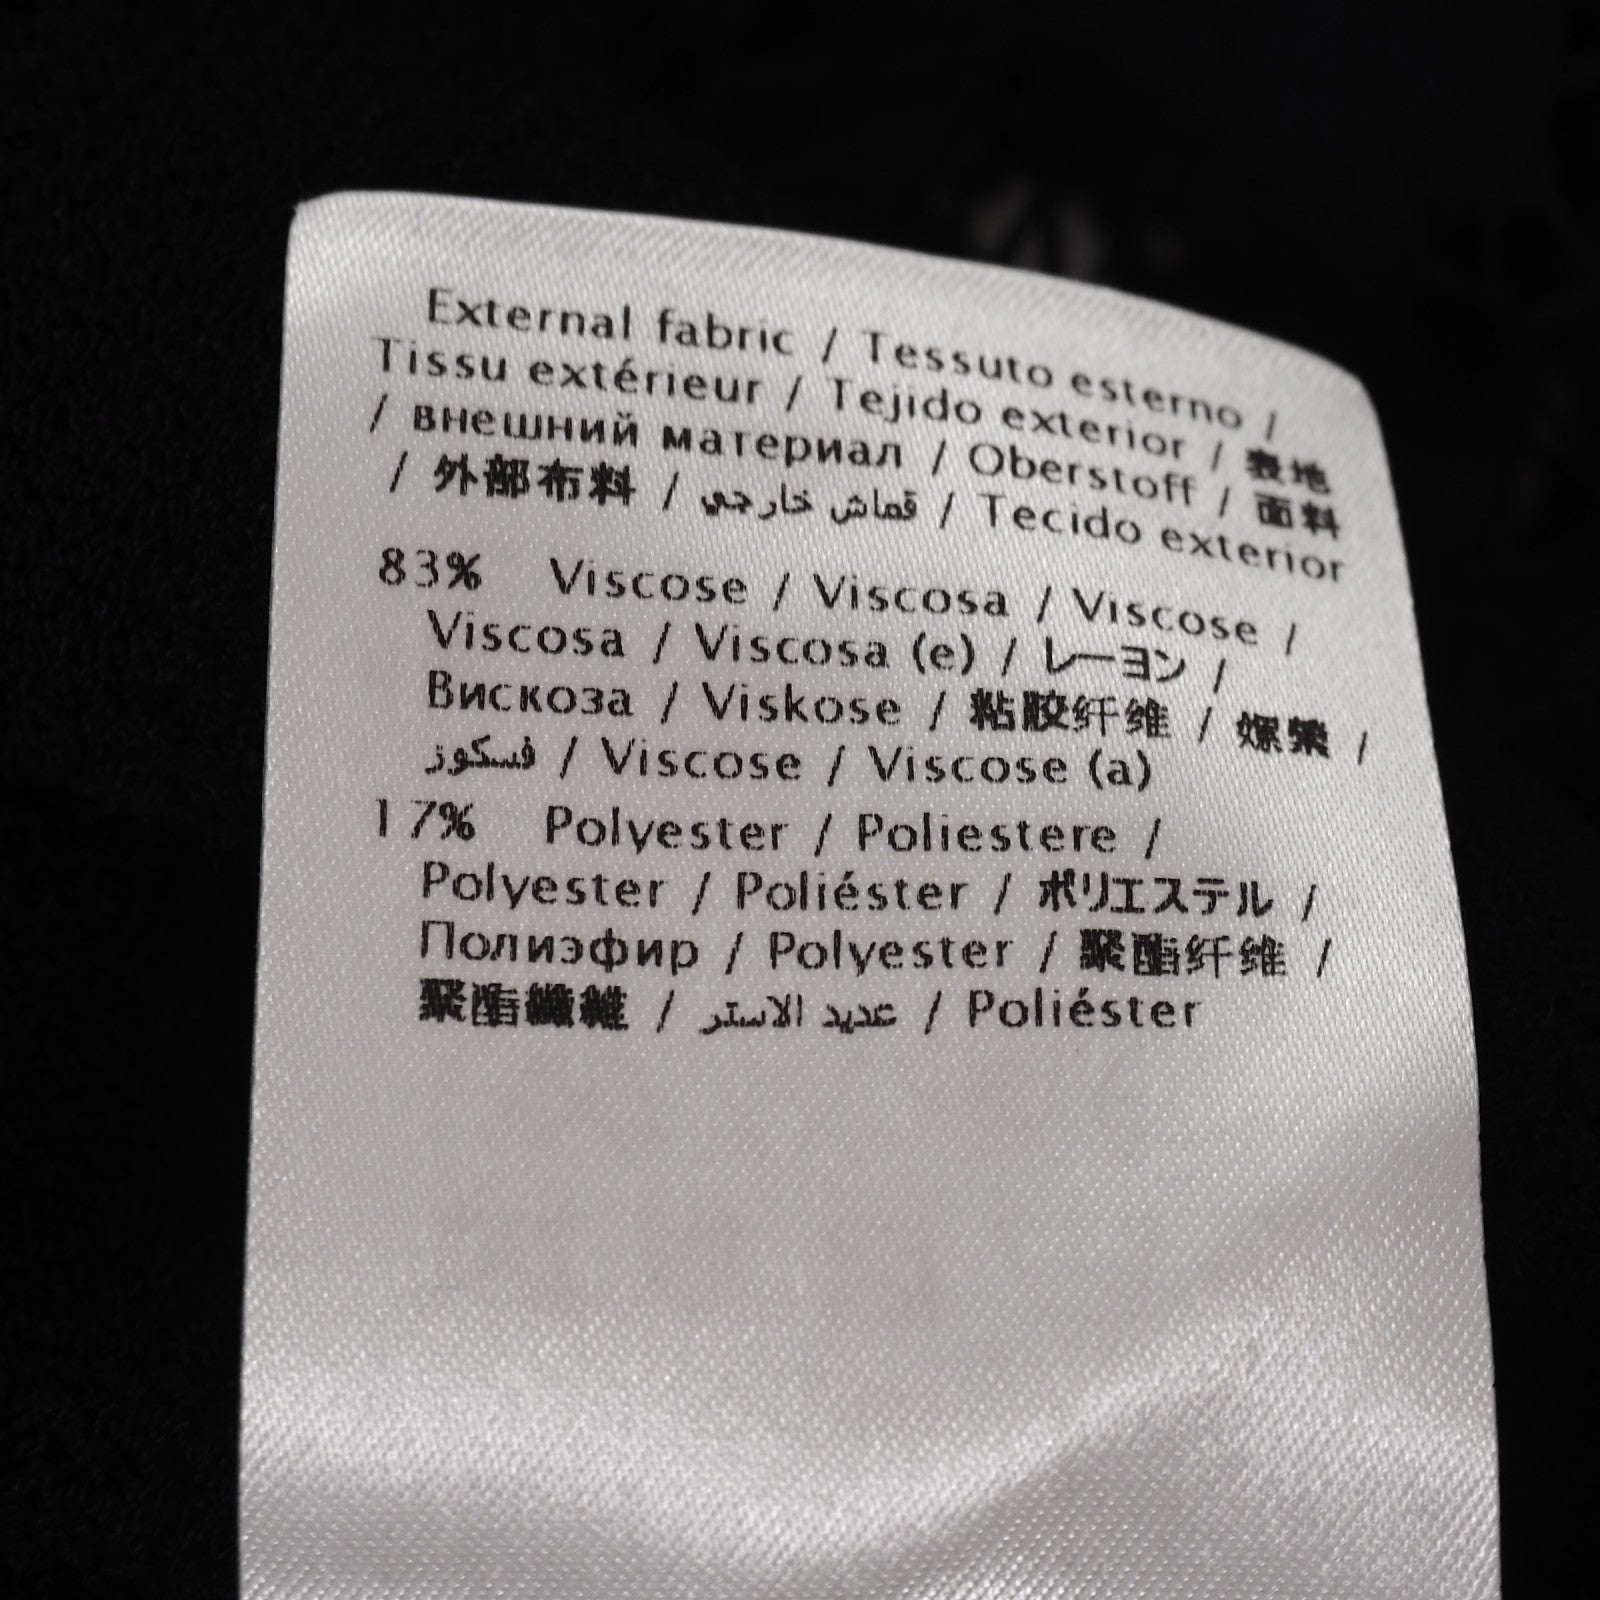 External fabric / Tessuto esterno /
Tissu extérieur / Tejido exterior / 表地
/ внешний материал / Oberstoff / 面料
/ 外部布料 / قماش خارجي / Tecido exterior
83% Viscose / Viscosa / Viscose /
Viscosa / Viscosa (e) / レーヨン /
Вискоза / Viskose / 粘胶纤维 / 嫘縈 /
فسكوز / Viscose / Viscose (a)
17% Polyester / Poliestere /
Polyester / Poliéster / ポリエステル /
Полиэфир / Polyester / 聚酯纤维 /
聚酯纖維 / عديد الاستر / Poliéster